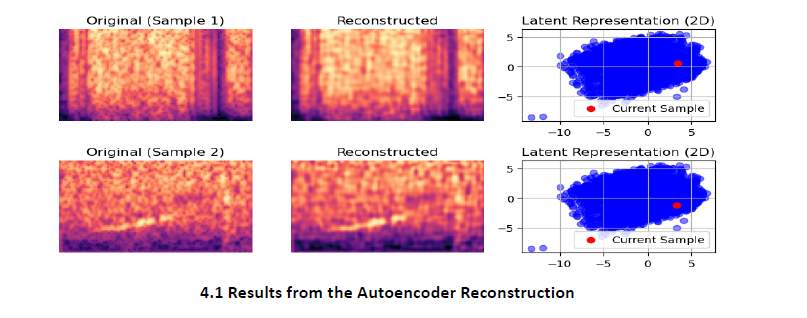 Original (Sample 1) Reconstructed Latent Representation (2D)
5
0
−5
Current Sample
−10 −5 0 5
Original (Sample 2) Reconstructed Latent Representation (2D)
5
0
−5
Current Sample
−10 −5 0 5
4.1 Results from the Autoencoder Reconstruction